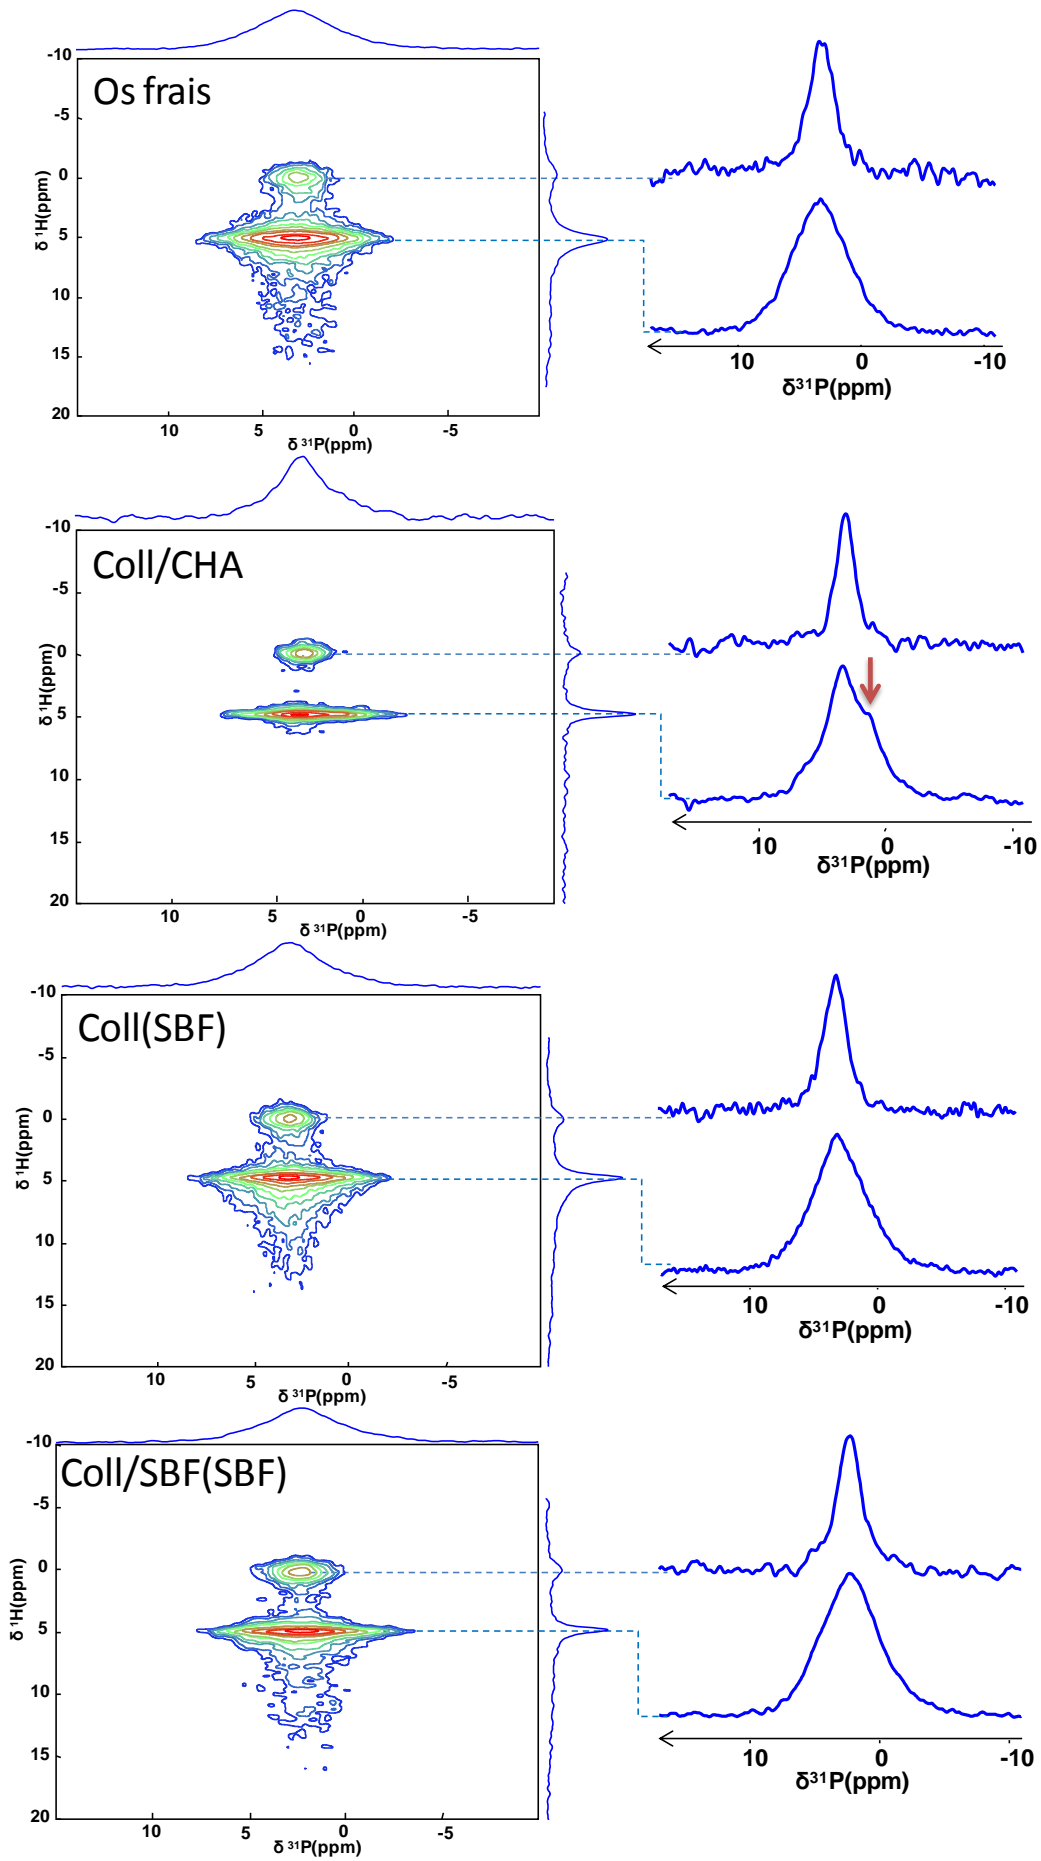 Os frais
-10
-5
0
5
10
15
20
δ ¹H(ppm)
10 5 0 -5
δ ³¹P(ppm)
10 0 -10
δ³¹P(ppm)
Coll/CHA
-10
-5
0
5
10
15
20
δ ¹H(ppm)
10 5 0 -5
δ ³¹P(ppm)
10 0 -10
δ³¹P(ppm)
Coll(SBF)
-10
-5
0
5
10
15
20
δ ¹H(ppm)
10 5 0 -5
δ ³¹P(ppm)
10 0 -10
δ³¹P(ppm)
Coll/SBF(SBF)
-10
-5
0
5
10
15
20
δ ¹H(ppm)
10 5 0 -5
δ ³¹P(ppm)
10 0 -10
δ³¹P(ppm)